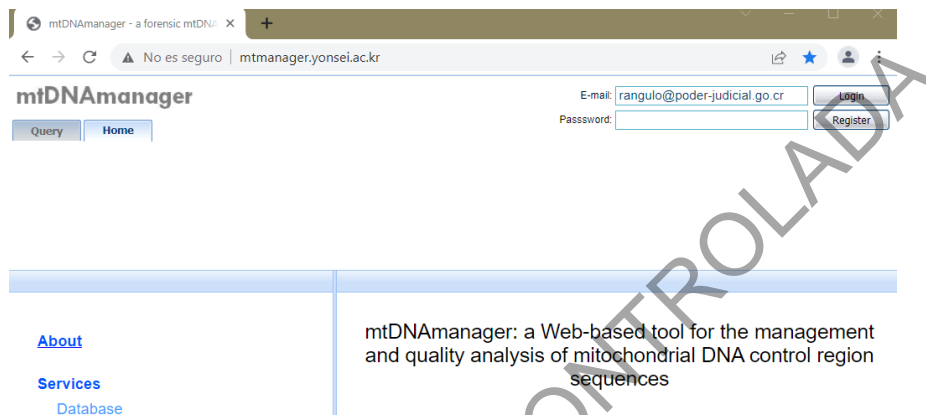 mtDNAmanager - a forensic mtDNA
No es seguro | mtmanager.yonsei.ac.kr
mtDNAmanager
E-mail: rangulo@poder-judicial.go.cr Login
Passsword: Register
Query Home
About
mtDNAmanager: a Web-based tool for the management
and quality analysis of mitochondrial DNA control region
sequences
Services
Database
CONTROLADA